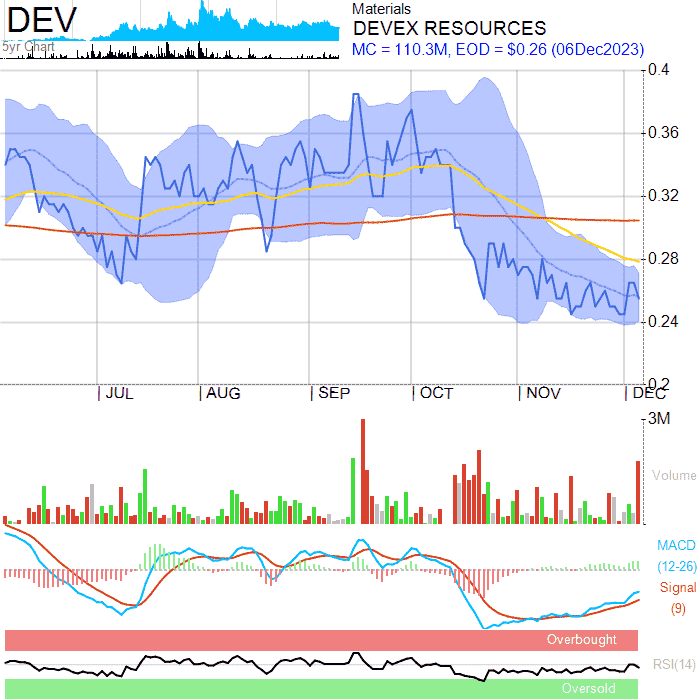 DEV
5yr Chart
Materials
DEVEX RESOURCES
MC = 110.3M, EOD = $0.26 (06Dec2023)
0.4
0.36
0.32
0.28
0.24
0.2
JUL
AUG
SEP
OCT
NOV
DEC
3M
Volume
MACD
(12-26)
Signal
(9)
Overbought
RSI(14)
Oversold